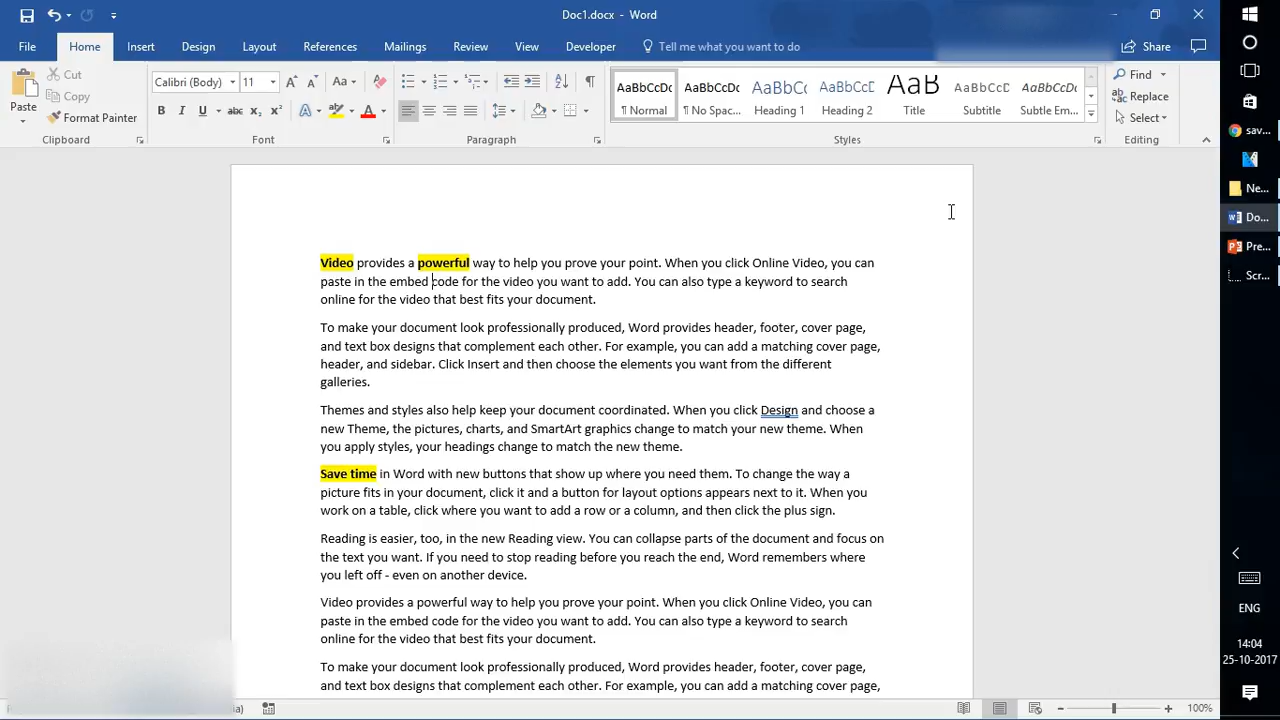 Doc1.docx - Word
File Home Insert Design Layout References Mailings Review View Developer Tell me what you want to do Share
Paste
Cut
Copy
Format Painter
Clipboard
Calibri (Body) 11 Aa
B I U abc x₂ x² A A
Font
Paragraph
AaBbCcDc AaBbCcDc AaBbCc AaBbCcD AaB AaBbCcD AaBbCcDc
¶ Normal ¶ No Spac... Heading 1 Heading 2 Title Subtitle Subtle Em...
Styles
Find
Replace
Select
Editing
Video provides a powerful way to help you prove your point. When you click Online Video, you can
paste in the embed code for the video you want to add. You can also type a keyword to search
online for the video that best fits your document.
To make your document look professionally produced, Word provides header, footer, cover page,
and text box designs that complement each other. For example, you can add a matching cover page,
header, and sidebar. Click Insert and then choose the elements you want from the different
galleries.
Themes and styles also help keep your document coordinated. When you click Design and choose a
new Theme, the pictures, charts, and SmartArt graphics change to match your new theme. When
you apply styles, your headings change to match the new theme.
Save time in Word with new buttons that show up where you need them. To change the way a
picture fits in your document, click it and a button for layout options appears next to it. When you
work on a table, click where you want to add a row or a column, and then click the plus sign.
Reading is easier, too, in the new Reading view. You can collapse parts of the document and focus on
the text you want. If you need to stop reading before you reach the end, Word remembers where
you left off - even on another device.
Video provides a powerful way to help you prove your point. When you click Online Video, you can
paste in the embed code for the video you want to add. You can also type a keyword to search
online for the video that best fits your document.
To make your document look professionally produced, Word provides header, footer, cover page,
and text box designs that complement each other. For example, you can add a matching cover page,
100%
sav...
Ne...
Do...
Pre...
Scr...
ENG
14:04
25-10-2017